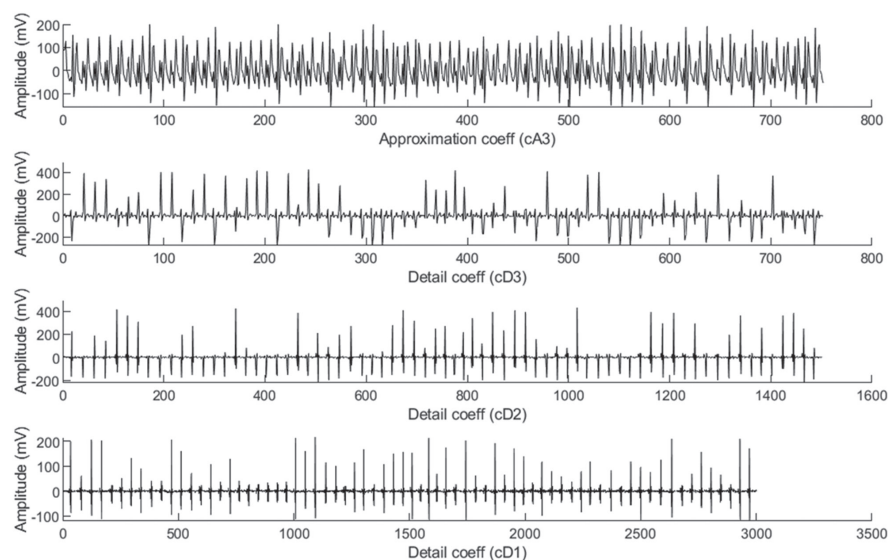 Amplitude (mV)
200
100
0
-100
0 100 200 300 400 500 600 700 800
Approximation coeff (cA3)
Amplitude (mV)
400
200
0
-200
0 100 200 300 400 500 600 700 800
Detail coeff (cD3)
Amplitude (mV)
400
200
0
-200
0 200 400 600 800 1000 1200 1400 1600
Detail coeff (cD2)
Amplitude (mV)
200
100
0
-100
0 500 1000 1500 2000 2500 3000 3500
Detail coeff (cD1)